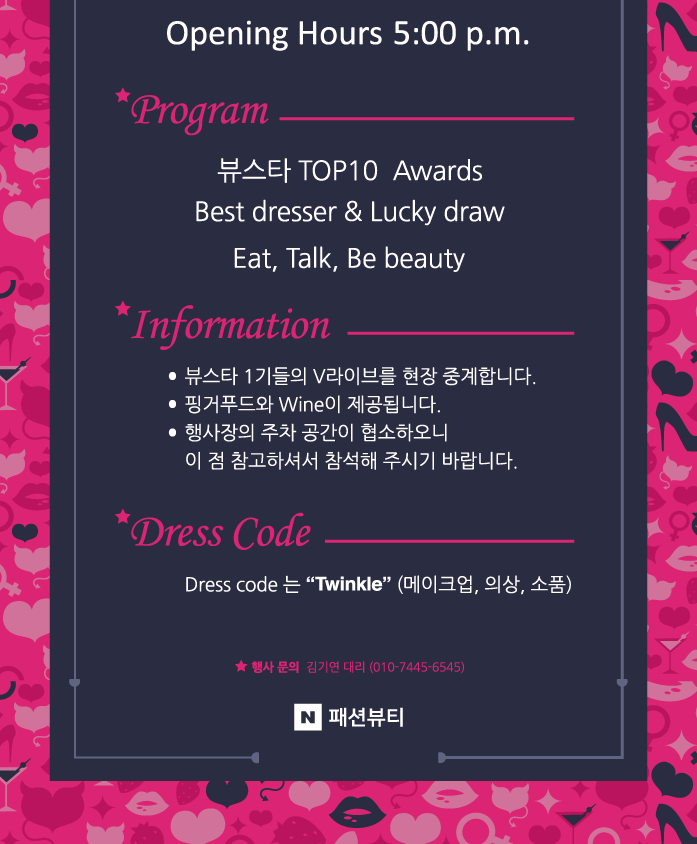 Opening Hours 5:00 p.m.
Program
뷰스타 TOP10 Awards
Best dresser & Lucky draw
Eat, Talk, Be beauty
Information
• 뷰스타 1기들의 V라이브를 현장 중계합니다.
• 핑거푸드와 Wine이 제공됩니다.
• 행사장의 주차 공간이 협소하오니
이 점 참고하셔서 참석해 주시기 바랍니다.
Dress Code
Dress code 는 “Twinkle” (메이크업, 의상, 소품)
★ 행사 문의 김기연 대리 (010-7445-6545)
N 패션뷰티